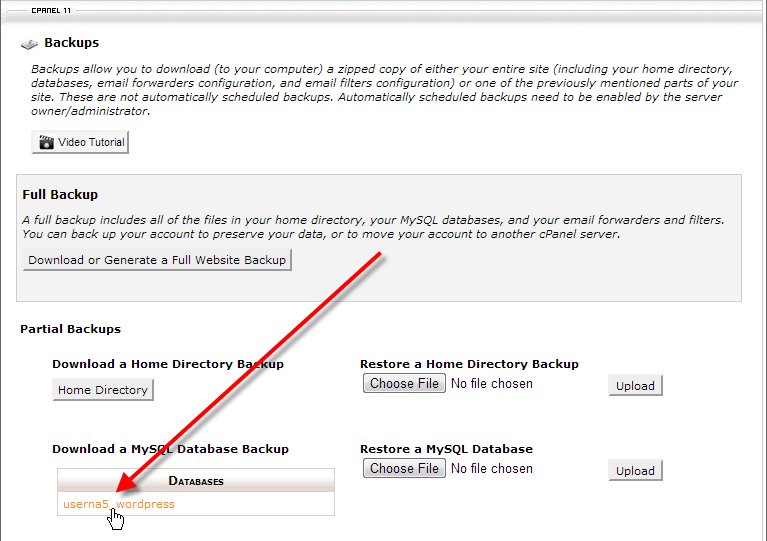 CPANEL 11
Backups
Backups allow you to download (to your computer) a zipped copy of either your entire site (including your home directory,
databases, email forwarders configuration, and email filters configuration) or one of the previously mentioned parts of your
site. These are not automatically scheduled backups. Automatically scheduled backups need to be enabled by the server
owner/administrator.
Video Tutorial
Full Backup
A full backup includes all of the files in your home directory, your MySQL databases, and your email forwarders and filters.
You can back up your account to preserve your data, or to move your account to another cPanel server.
Download or Generate a Full Website Backup
Partial Backups
Download a Home Directory Backup
Home Directory
Restore a Home Directory Backup
Choose File No file chosen
Upload
Download a MySQL Database Backup
Databases
userna5_wordpress
Restore a MySQL Database
Choose File No file chosen
Upload